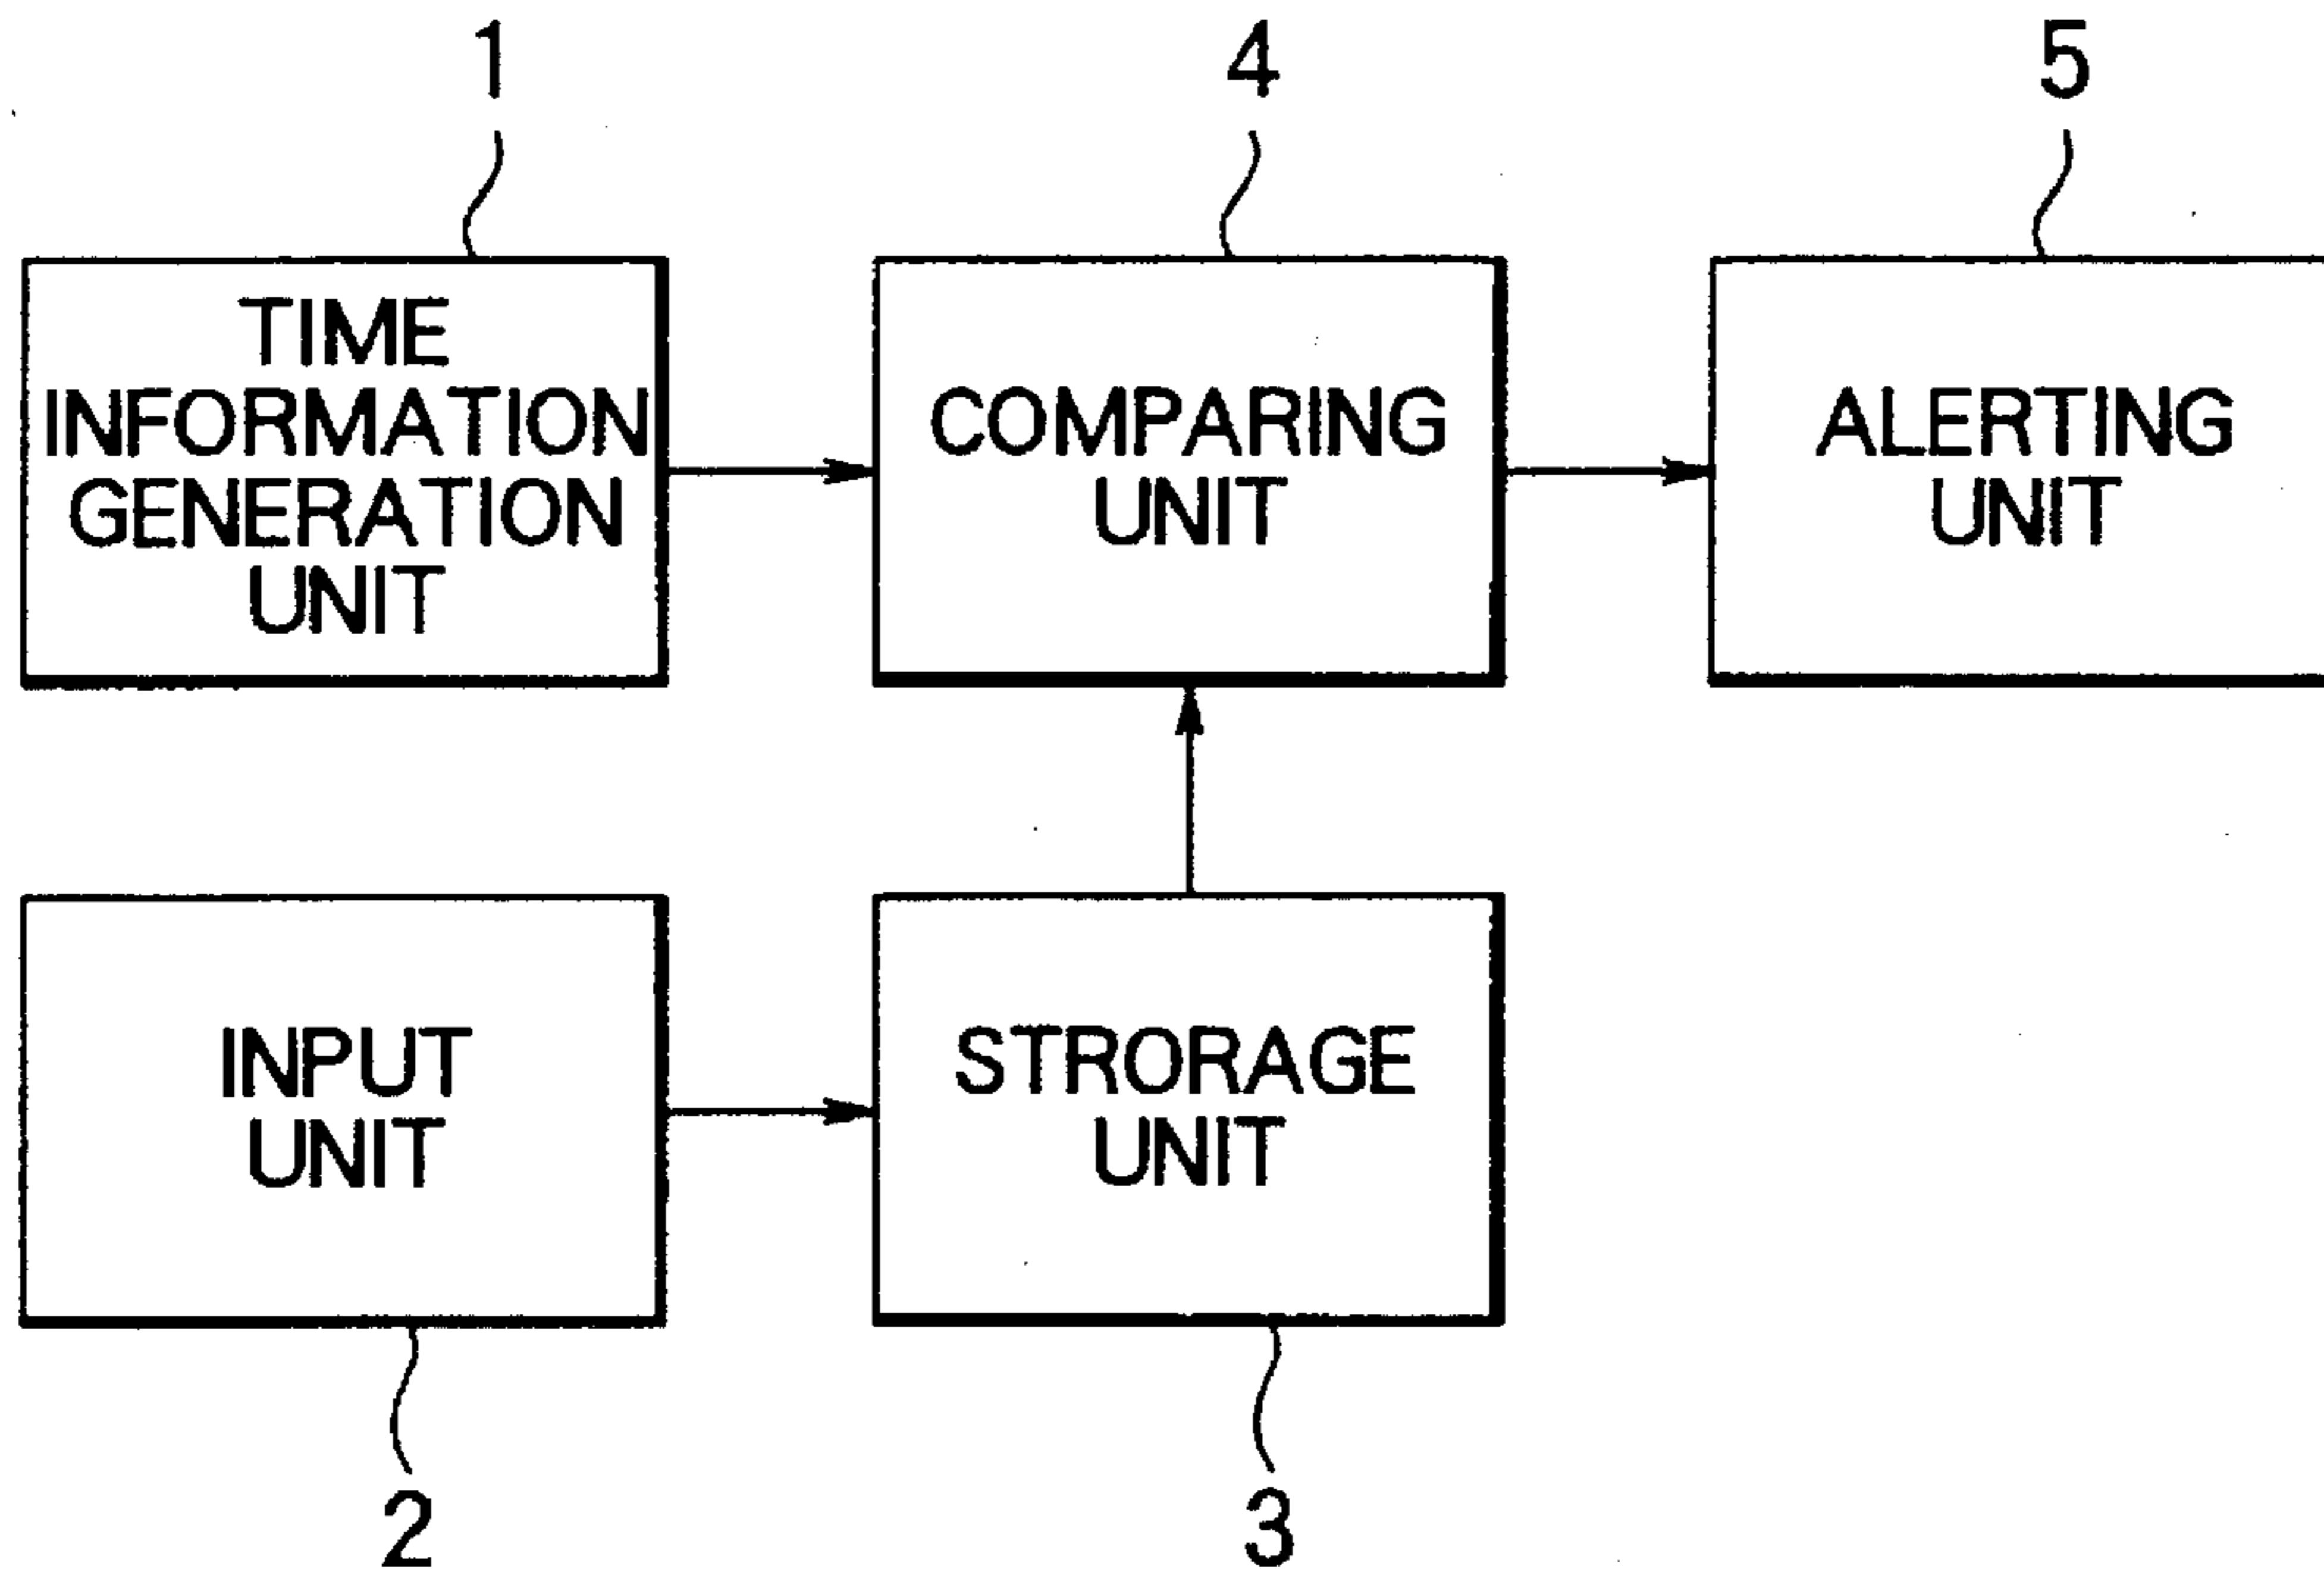 1
4
5
TIME
INFORMATION
GENERATION
UNIT
COMPARING
UNIT
ALERTING
UNIT
INPUT
UNIT
STRORAGE
UNIT
2
3